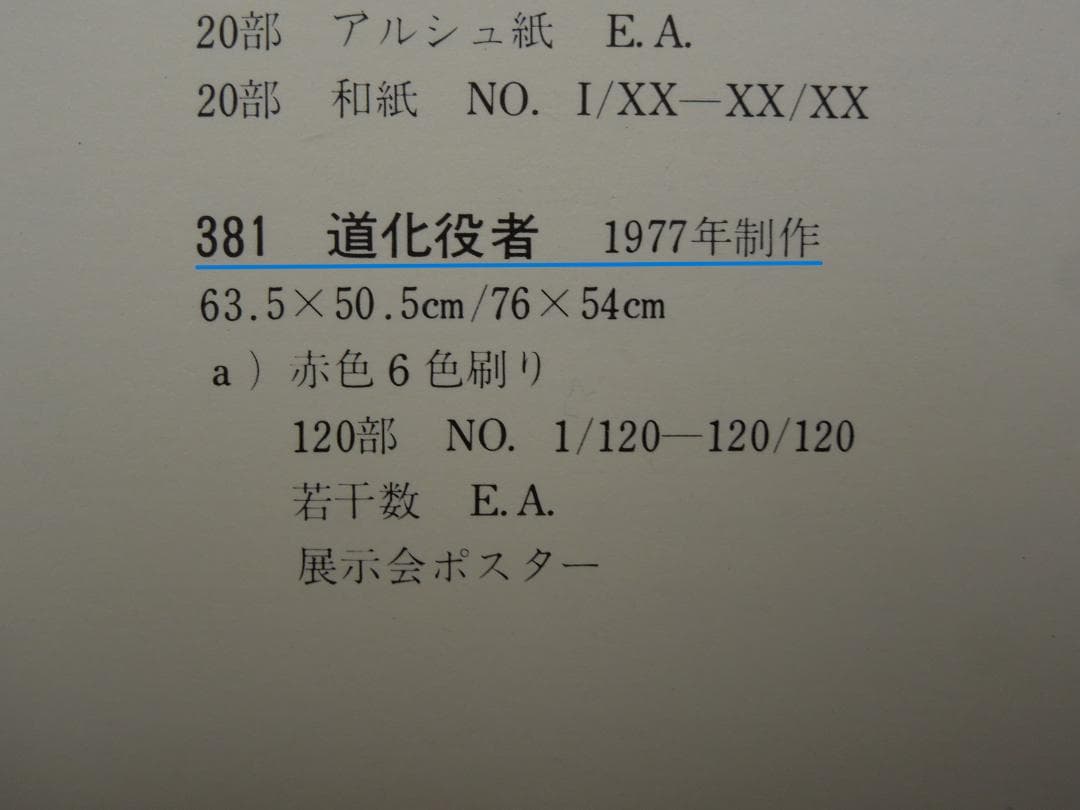 20部 アルシュ紙 E.A.
20部 和紙 NO. I/XX—XX/XX
381 道化役者 1977年制作
63.5×50.5cm/76×54cm
a）赤色6色刷り
120部 NO. 1/120—120/120
若干数 E.A.
展示会ポスター